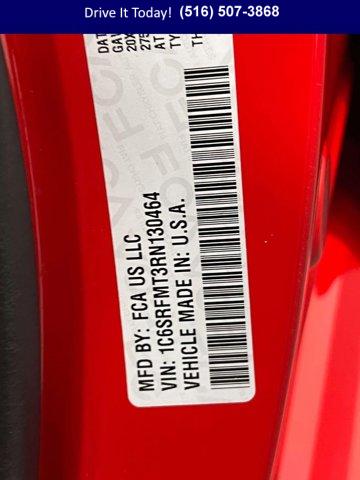 Drive It Today! (516) 507-3868
MFD BY: FCA US LLC
VIN: 1C6SRFMT3RN130464
VEHICLE MADE IN: U.S.A.